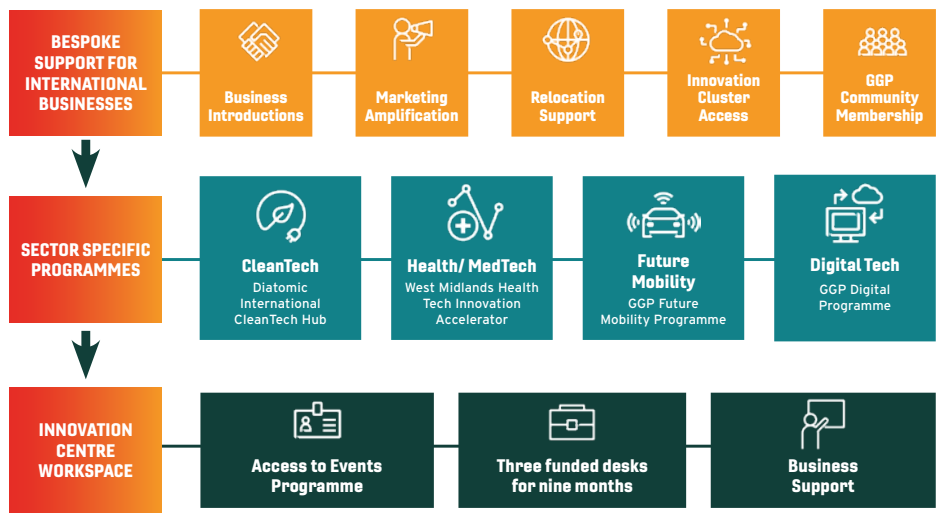 BESPOKE
SUPPORT FOR
INTERNATIONAL
BUSINESSES
Business
Introductions
Marketing
Amplification
Relocation
Support
Innovation
Cluster
Access
GGP
Community
Membership
SECTOR SPECIFIC
PROGRAMMES
CleanTech
Diatomic
International
CleanTech Hub
Health/ MedTech
West Midlands Health
Tech Innovation
Accelerator
Future
Mobility
GGP Future
Mobility Programme
Digital Tech
GGP Digital
Programme
INNOVATION
CENTRE
WORKSPACE
Access to Events
Programme
Three funded desks
for nine months
Business
Support